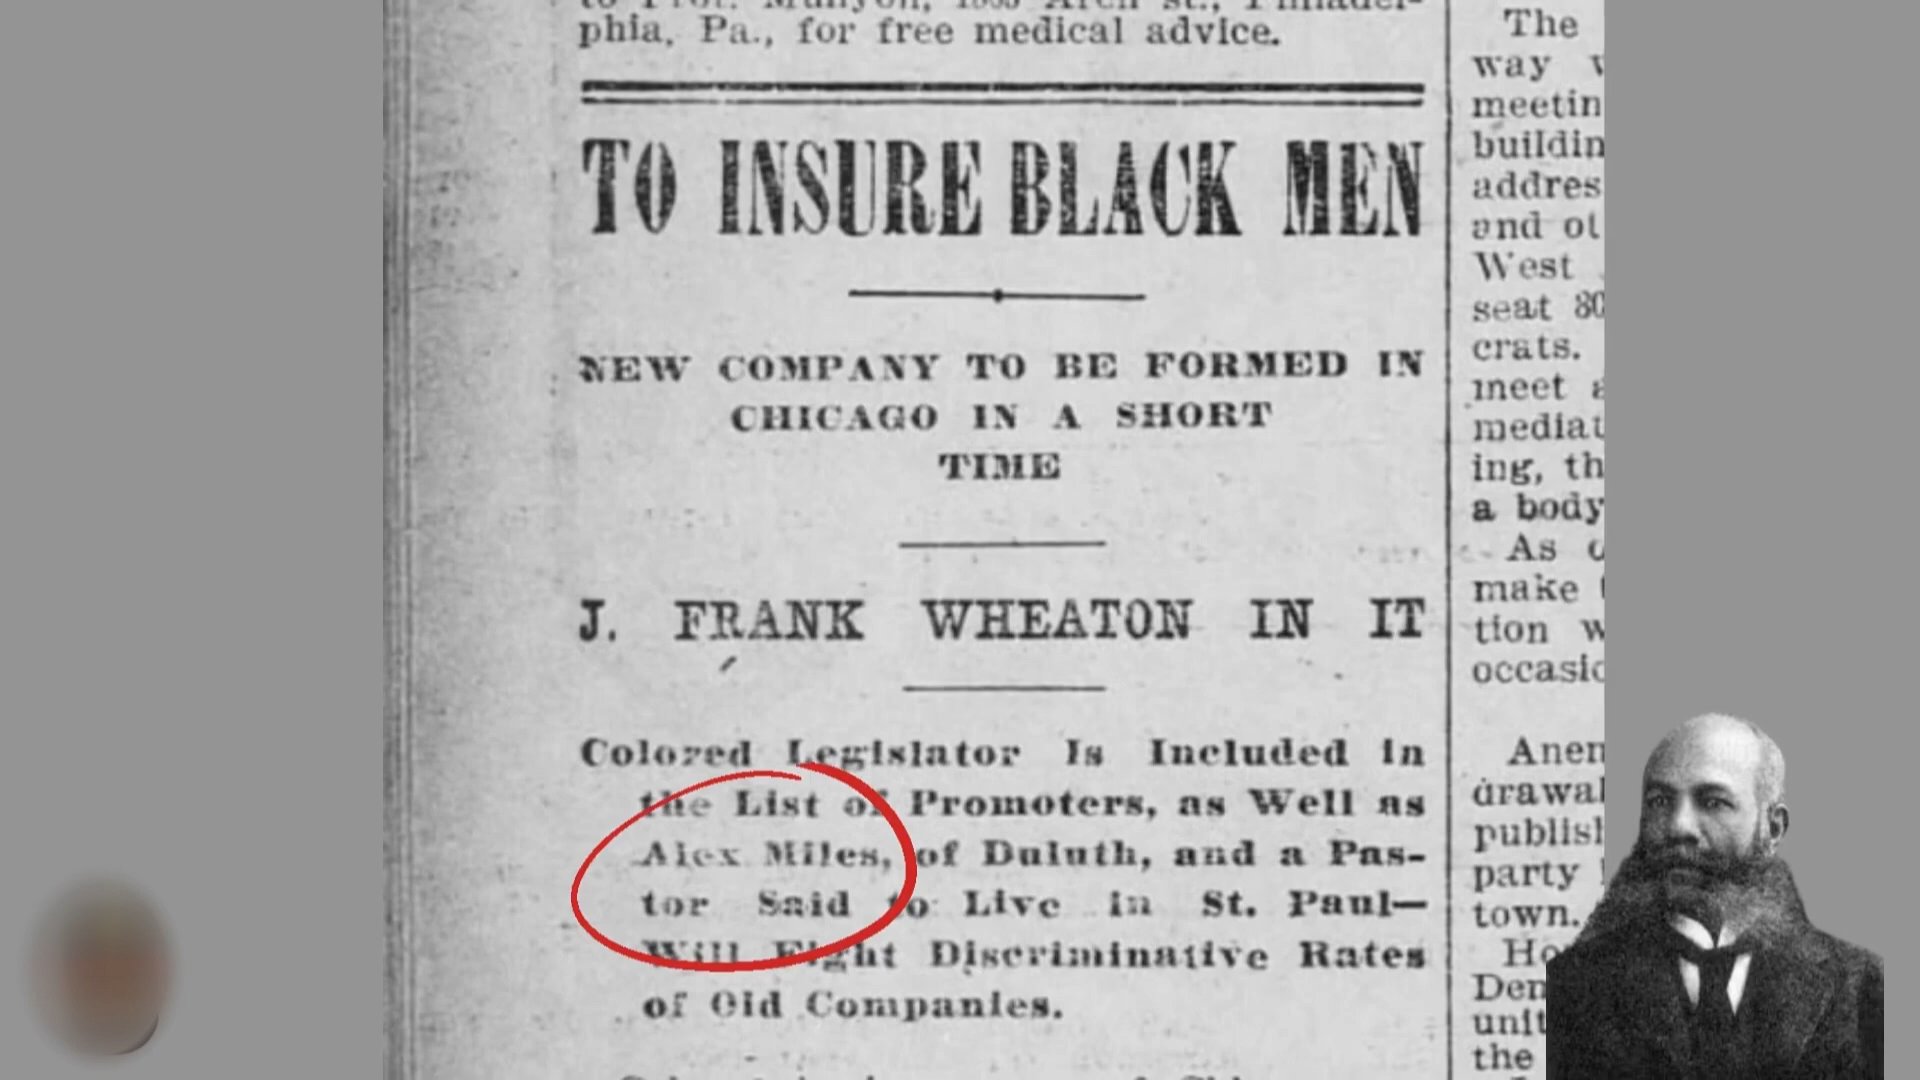 phia, Pa., for free medical advice.
TO INSURE BLACK MEN
NEW COMPANY TO BE FORMED IN
CHICAGO IN A SHORT
TIME
J. FRANK WHEATON IN IT
Colored Legislator Is Included in
the List of Promoters, as Well as
Alex Miles, of Duluth, and a Pas-
tor Said to Live in St. Paul—
Will Fight Discriminative Rates
of Old Companies.
The
way
meetin
buildin
addres
and ot
West
seat 80
crats.
meet
mediat
ing, th
a body
As
make
tion w
occasio
Anen
drawal
publish
party
town.
Ho
Den
unit
the